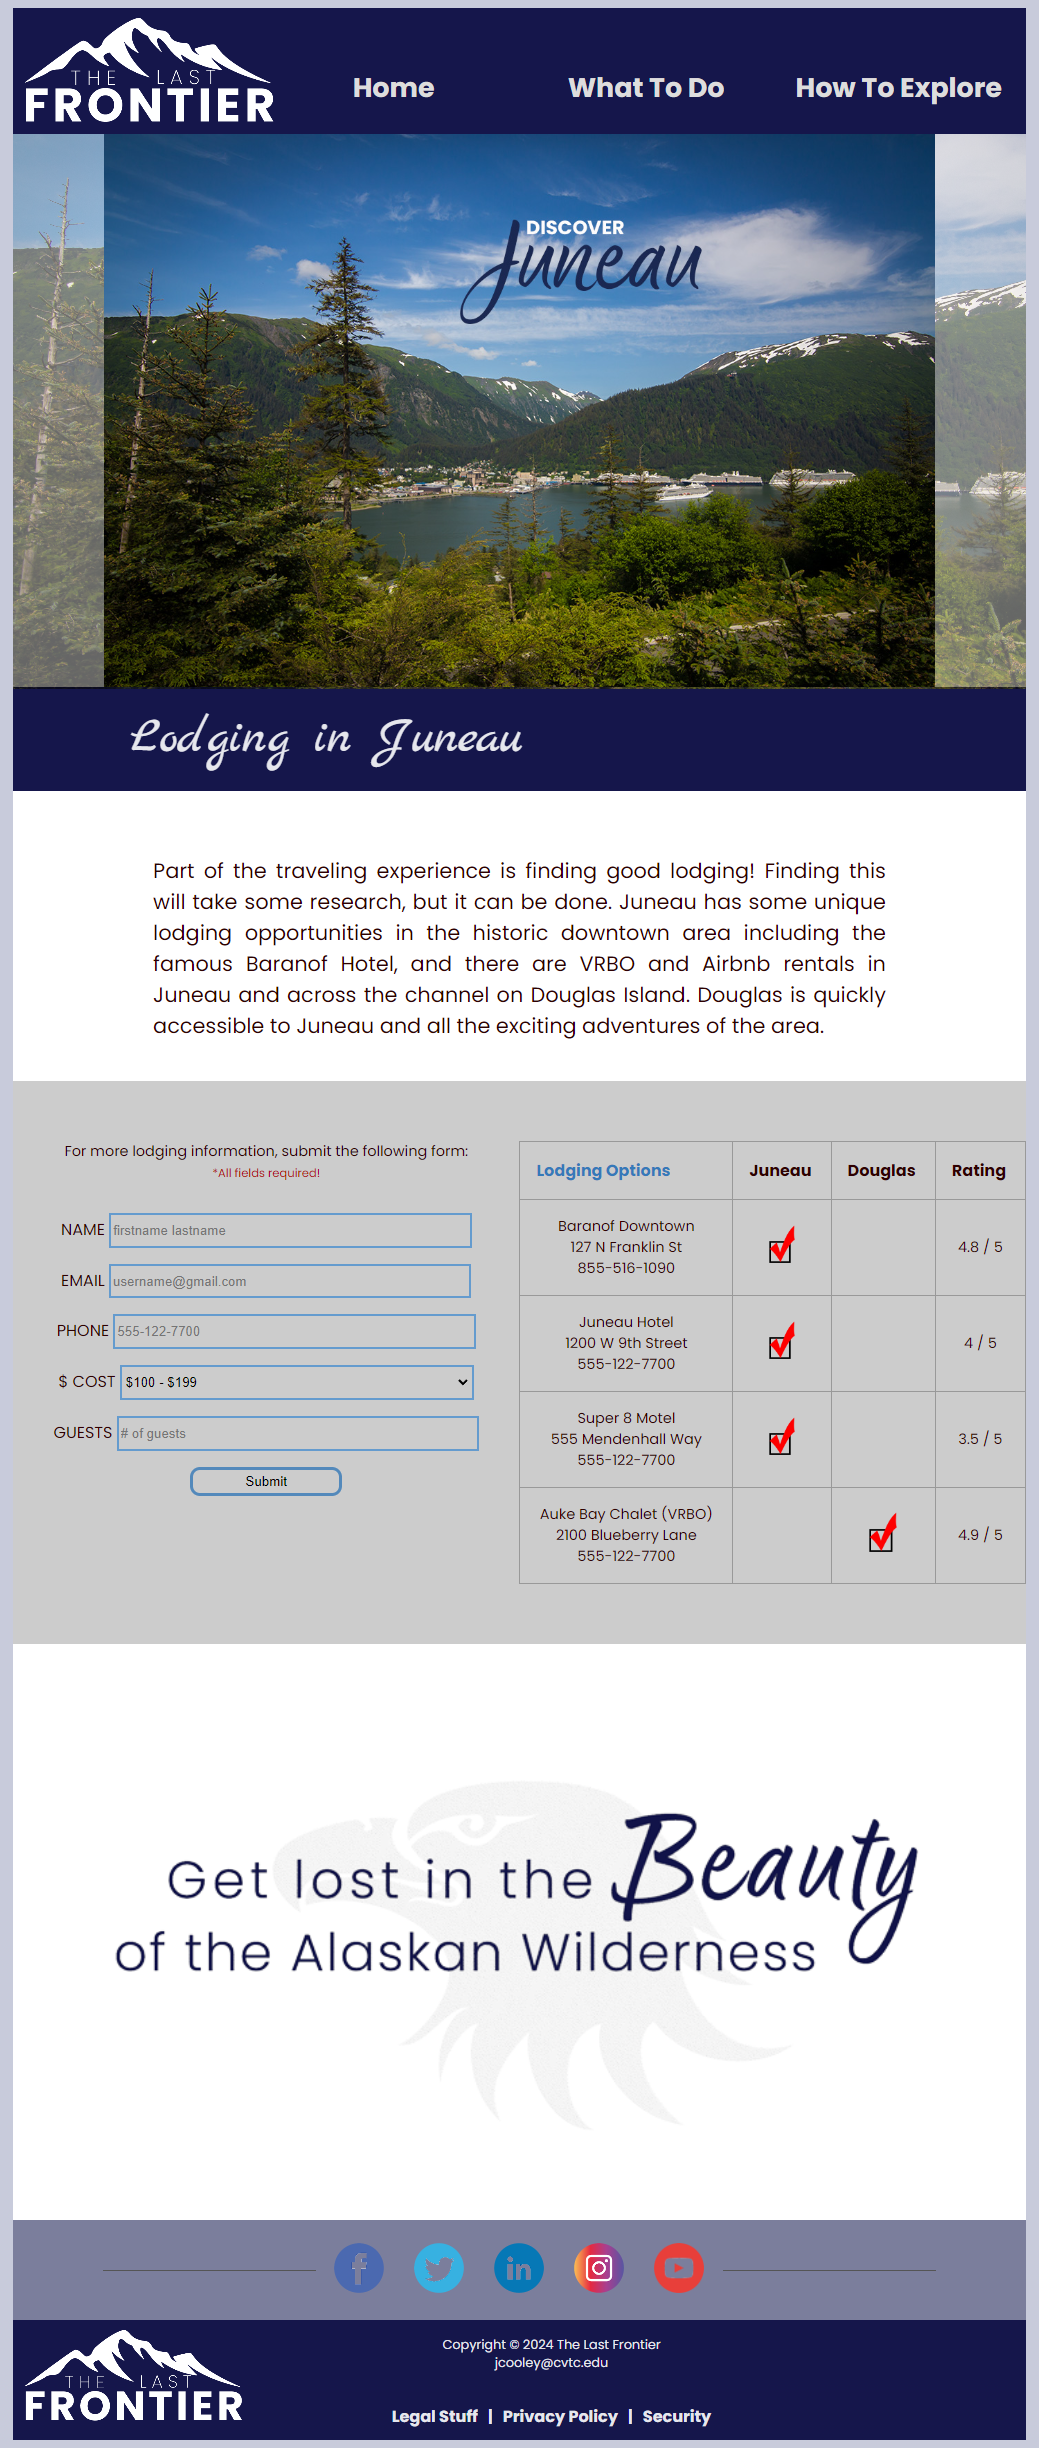 THE LAST
FRONTIER
Home
What To Do
How To Explore
DISCOVER
Juneau
Lodging in Juneau
Part of the traveling experience is finding good lodging! Finding this
will take some research, but it can be done. Juneau has some unique
lodging opportunities in the historic downtown area including the
famous Baranof Hotel, and there are VRBO and Airbnb rentals in
Juneau and across the channel on Douglas Island. Douglas is quickly
accessible to Juneau and all the exciting adventures of the area.
For more lodging information, submit the following form:
*All fields required!
NAME firstname lastname
EMAIL username@gmail.com
PHONE 555-122-7700
$ COST $100 - $199
GUESTS # of guests
Submit
Lodging Options Juneau Douglas Rating
Baranof Downtown
127 N Franklin St
855-516-1090
4.8 / 5
Juneau Hotel
1200 W 9th Street
555-122-7700
4 / 5
Super 8 Motel
555 Mendenhall Way
555-122-7700
3.5 / 5
Auke Bay Chalet (VRBO)
2100 Blueberry Lane
555-122-7700
4.9 / 5
Get lost in the Beauty
of the Alaskan Wilderness
THE LAST
FRONTIER
Copyright © 2024 The Last Frontier
jcooley@cvtc.edu
Legal Stuff | Privacy Policy | Security